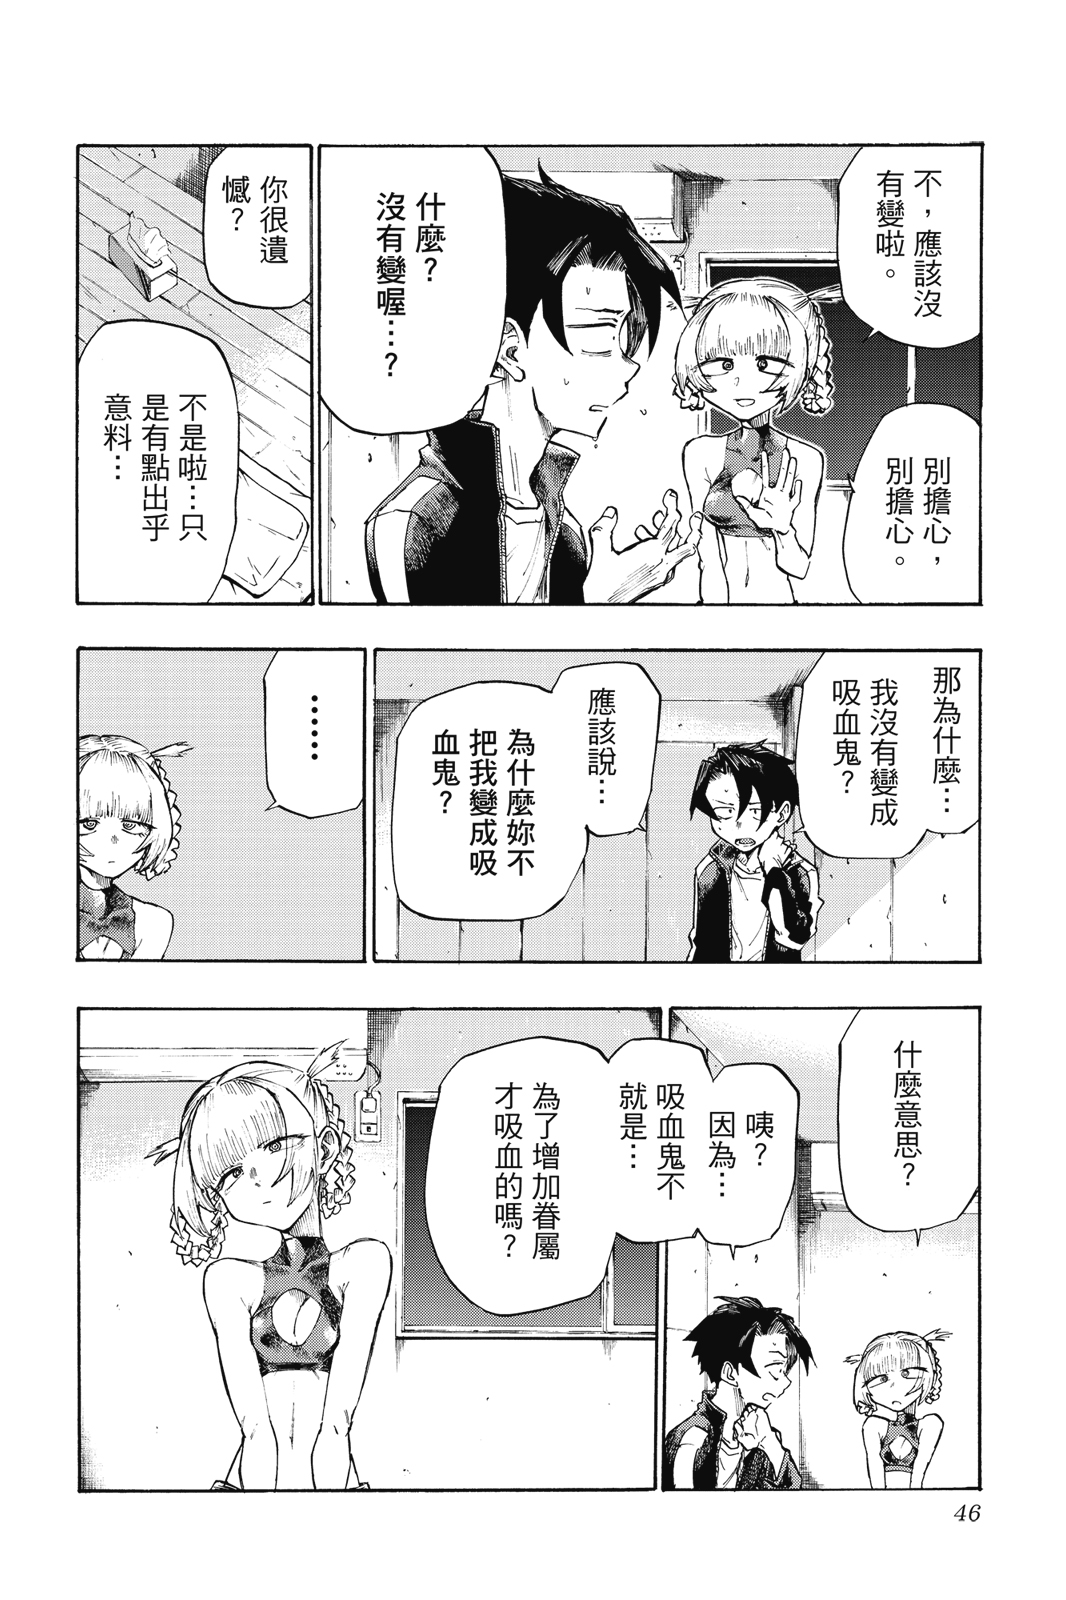 不，應該沒
有變啦。
別擔心，
別擔心。
什麼？
沒有變喔…？
你很遺
憾？
不是啦…只
是有點出乎
意料…
那為什麼…
我沒有變成
吸血鬼？
應該說…
為什麼妳不
把我變成吸
血鬼？
……
什麼意思？
咦？
因為…
吸血鬼不
就是…
為了增加眷屬
才吸血的嗎？
46